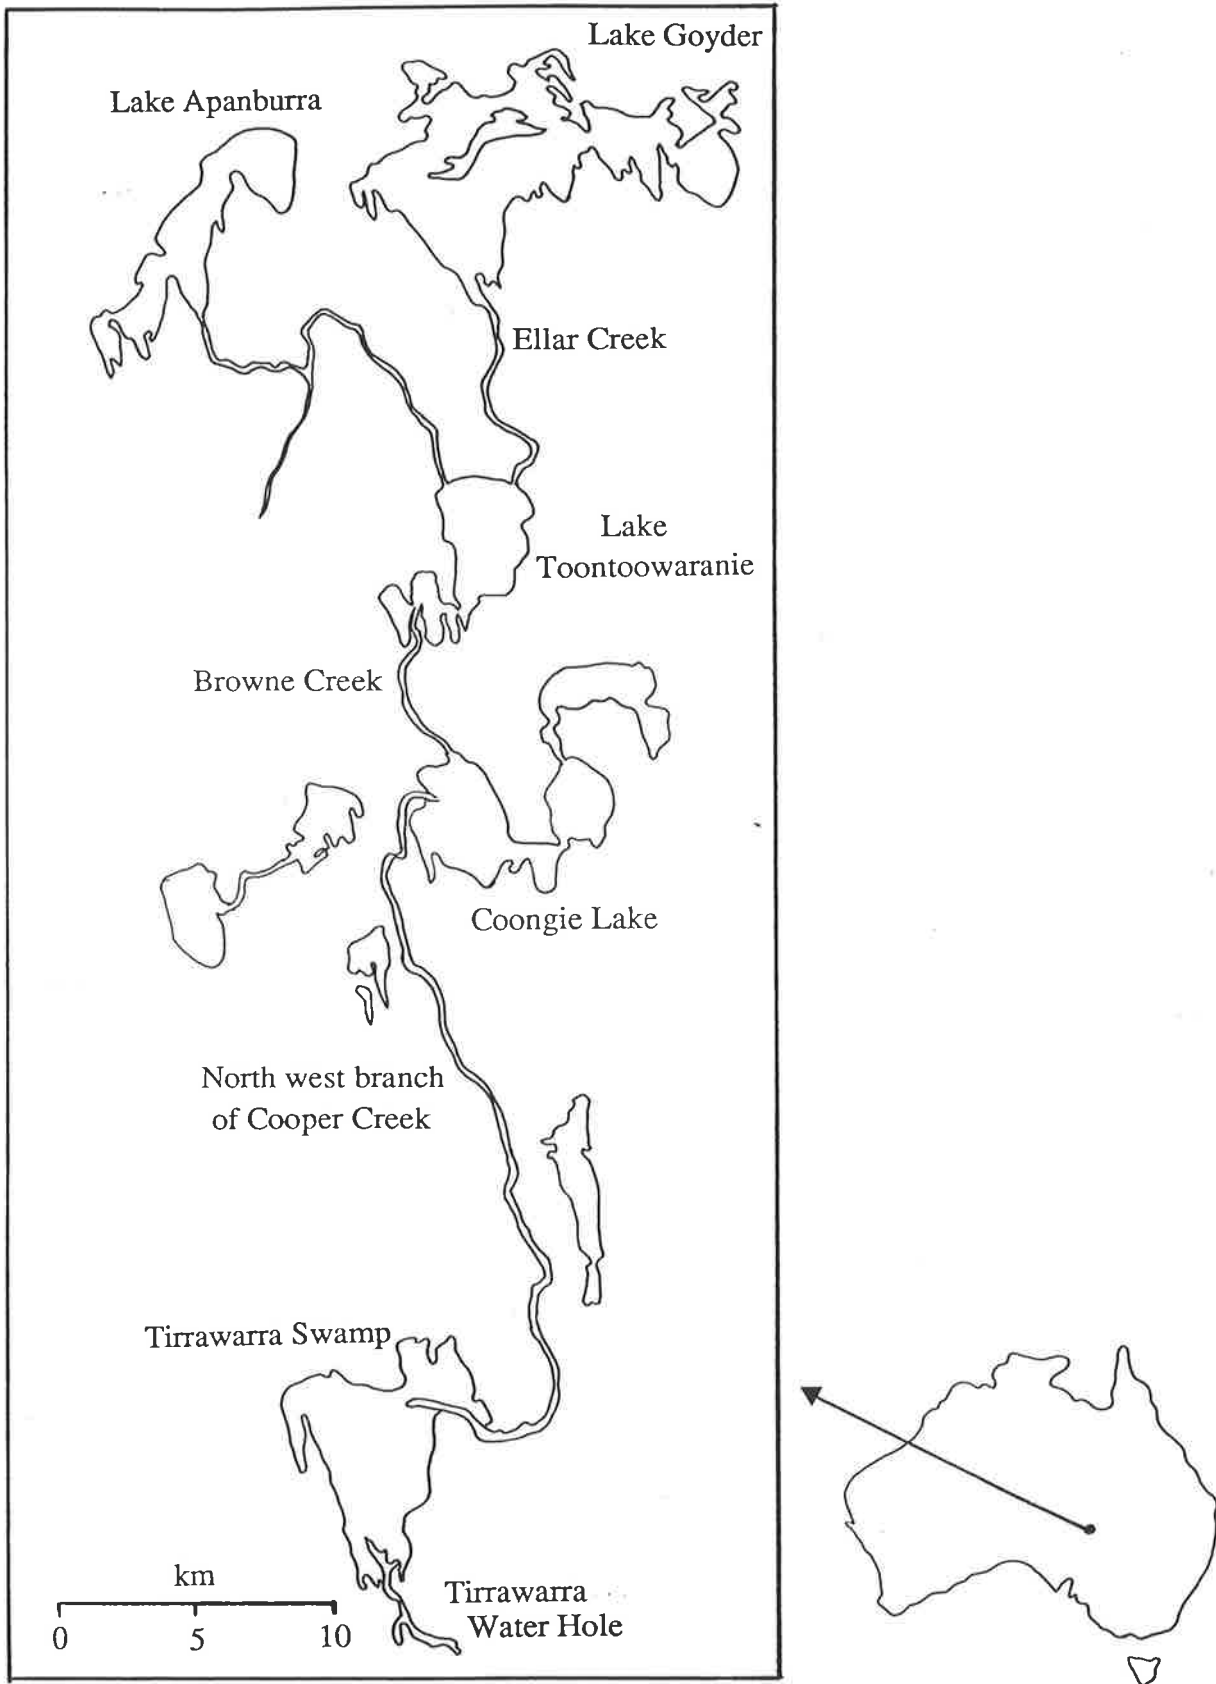 Lake Goyder
Lake Apanburra
Ellar Creek
Lake
Toontoowaranie
Browne Creek
Coongie Lake
North west branch
of Cooper Creek
Tirrawarra Swamp
km
0 5 10
Tirrawarra
Water Hole